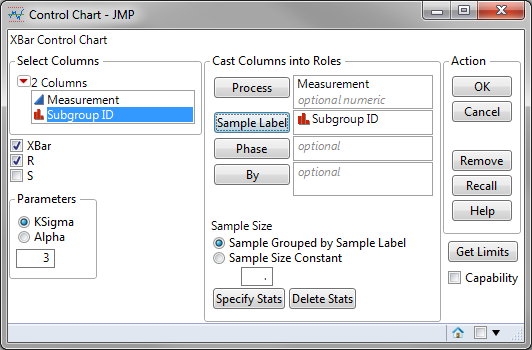 Control Chart - JMP
XBar Control Chart
Select Columns
2 Columns
Measurement
Subgroup ID
XBar
R
S
Parameters
KSigma
Alpha
3
Cast Columns into Roles
Process
Measurement
optional numeric
Sample Label
Subgroup ID
Phase
optional
By
optional
Sample Size
Sample Grouped by Sample Label
Sample Size Constant
.
Specify Stats
Delete Stats
Action
OK
Cancel
Remove
Recall
Help
Get Limits
Capability